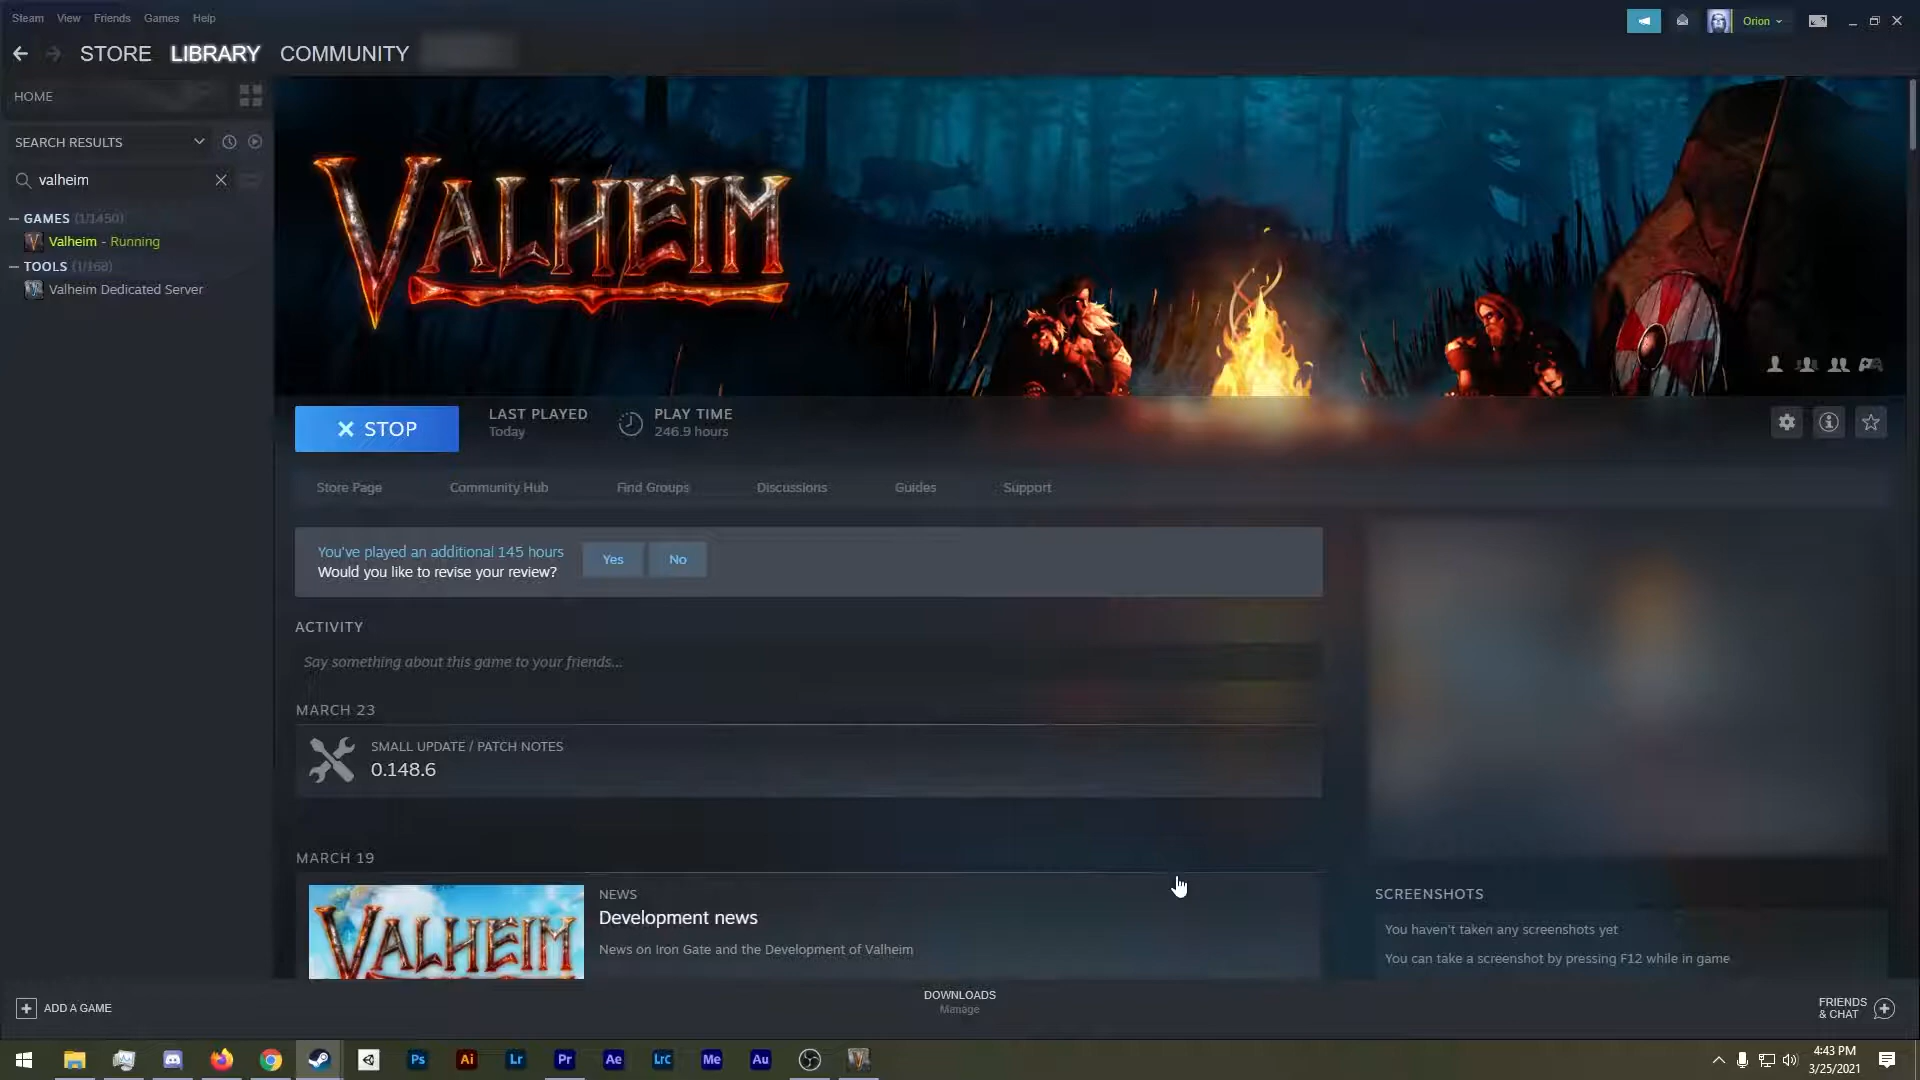 Steam View Friends Games Help
Orion
STORE LIBRARY COMMUNITY
HOME
SEARCH RESULTS
valheim
GAMES (1/1450)
Valheim - Running
TOOLS (1/168)
Valheim Dedicated Server
VALHEIM
STOP
LAST PLAYED
Today
PLAY TIME
246.9 hours
Store Page Community Hub Find Groups Discussions Guides Support
You've played an additional 145 hours
Would you like to revise your review?
Yes No
ACTIVITY
Say something about this game to your friends...
MARCH 23
SMALL UPDATE / PATCH NOTES
0.148.6
MARCH 19
VALHEIM
NEWS
Development news
News on Iron Gate and the Development of Valheim
SCREENSHOTS
You haven't taken any screenshots yet
You can take a screenshot by pressing F12 while in game
ADD A GAME
DOWNLOADS
Manage
FRIENDS
& CHAT
Ps Ai Lr Pr Ae LrC Me Au
4:43 PM
3/25/2021